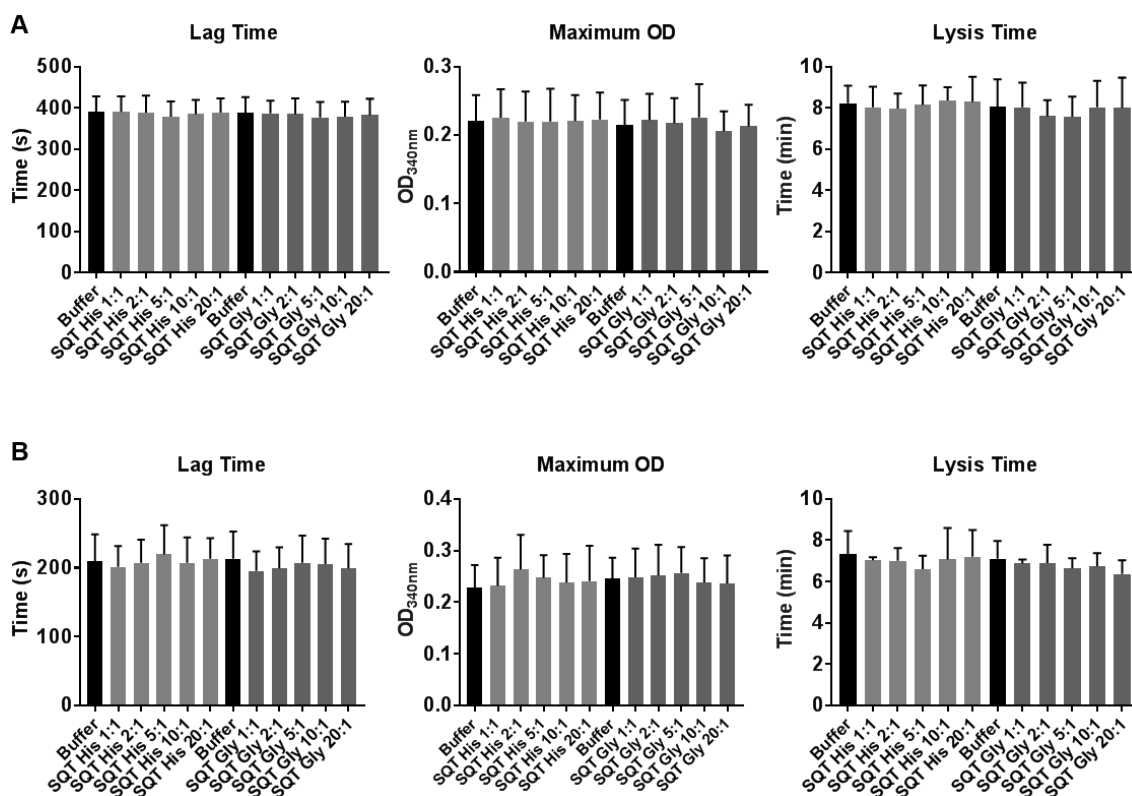 A
Lag Time
Time (s)
500
400
300
200
100
0
Buffer
SQT His 1:1
SQT His 2:1
SQT His 5:1
SQT His 10:1
SQT His 20:1
Buffer
SQT Gly 1:1
SQT Gly 2:1
SQT Gly 5:1
SQT Gly 10:1
SQT Gly 20:1
Maximum OD
OD340nm
0.3
0.2
0.1
0.0
Buffer
SQT His 1:1
SQT His 2:1
SQT His 5:1
SQT His 10:1
SQT His 20:1
Buffer
SQT Gly 1:1
SQT Gly 2:1
SQT Gly 5:1
SQT Gly 10:1
SQT Gly 20:1
Lysis Time
Time (min)
10
8
6
4
2
0
Buffer
SQT His 1:1
SQT His 2:1
SQT His 5:1
SQT His 10:1
SQT His 20:1
Buffer
SQT Gly 1:1
SQT Gly 2:1
SQT Gly 5:1
SQT Gly 10:1
SQT Gly 20:1
B
Lag Time
Time (s)
300
200
100
0
Buffer
SQT His 1:1
SQT His 2:1
SQT His 5:1
SQT His 10:1
SQT His 20:1
Buffer
SQT Gly 1:1
SQT Gly 2:1
SQT Gly 5:1
SQT Gly 10:1
SQT Gly 20:1
Maximum OD
OD340nm
0.4
0.3
0.2
0.1
0.0
Buffer
SQT His 1:1
SQT His 2:1
SQT His 5:1
SQT His 10:1
SQT His 20:1
Buffer
SQT Gly 1:1
SQT Gly 2:1
SQT Gly 5:1
SQT Gly 10:1
SQT Gly 20:1
Lysis Time
Time (min)
10
8
6
4
2
0
Buffer
SQT His 1:1
SQT His 2:1
SQT His 5:1
SQT His 10:1
SQT His 20:1
Buffer
SQT Gly 1:1
SQT Gly 2:1
SQT Gly 5:1
SQT Gly 10:1
SQT Gly 20:1